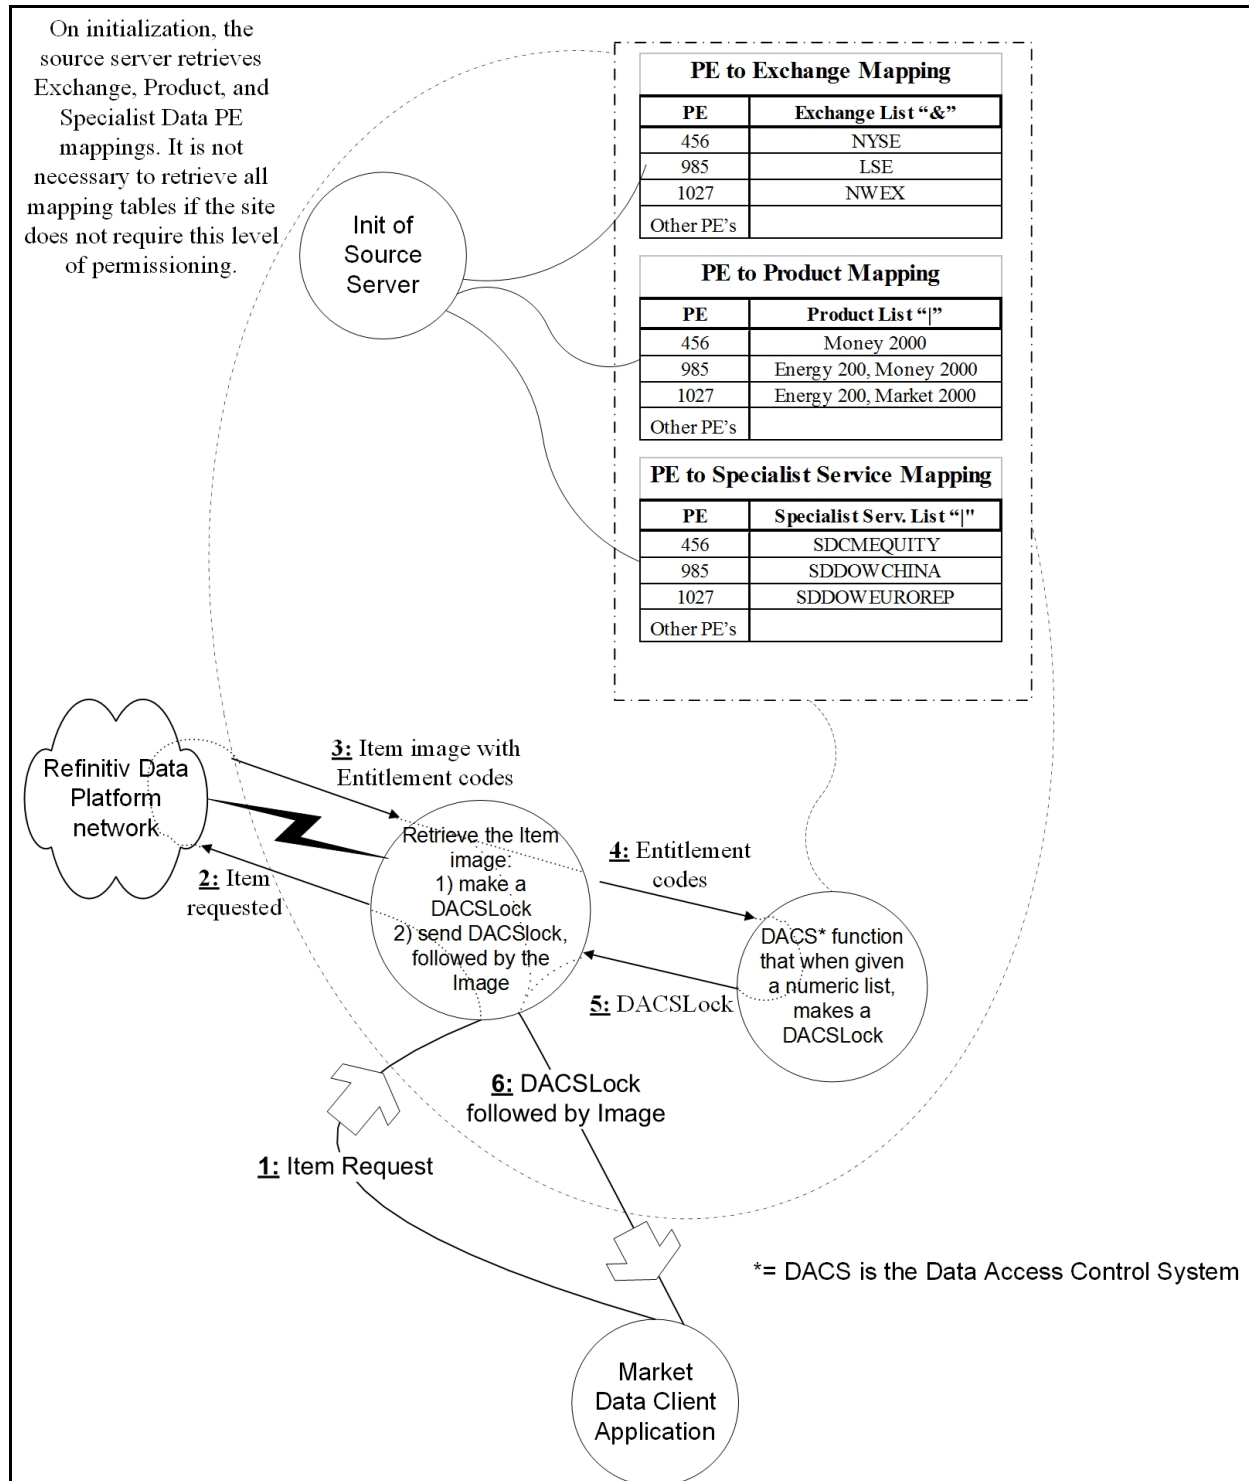 On initialization, the
source server retrieves
Exchange, Product, and
Specialist Data PE
mappings. It is not
necessary to retrieve all
mapping tables if the site
does not require this level
of permissioning.
Init of
Source
Server
PE to Exchange Mapping
PE Exchange List “&”
456 NYSE
985 LSE
1027 NWEX
Other PE’s
PE to Product Mapping
PE Product List “|”
456 Money 2000
985 Energy 200, Money 2000
1027 Energy 200, Market 2000
Other PE’s
PE to Specialist Service Mapping
PE Specialist Serv. List “|"
456 SDCMEQUITY
985 SDDOWCHINA
1027 SDDOWEUROREP
Other PE’s
Refinitiv Data
Platform
network
3: Item image with
Entitlement codes
2: Item
requested
Retrieve the Item
image:
1) make a
DACSLock
2) send DACSlock,
followed by the
Image
4: Entitlement
codes
5: DACSLock
DACS* function
that when given
a numeric list,
makes a
DACSLock
6: DACSLock
followed by Image
1: Item Request
*= DACS is the Data Access Control System
Market
Data Client
Application